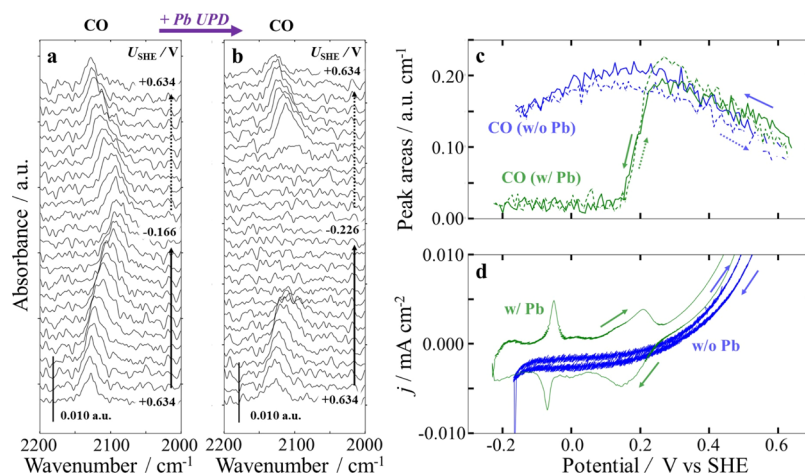 + Pb UPD
CO
CO
a
U_SHE / V
+0.634
-0.166
+0.634
0.010 a.u.
2200 2100 2000
Wavenumber / cm⁻¹
Absorbance / a.u.
b
U_SHE / V
+0.634
-0.226
+0.634
0.010 a.u.
2200 2100 2000
Wavenumber / cm⁻¹
c
0.20
0.10
0.00
Peak areas / a.u. cm⁻¹
CO (w/o Pb)
CO (w/ Pb)
d
0.010
0.000
-0.010
j / mA cm⁻²
w/ Pb
w/o Pb
-0.2 0.0 0.2 0.4 0.6
Potential / V vs SHE